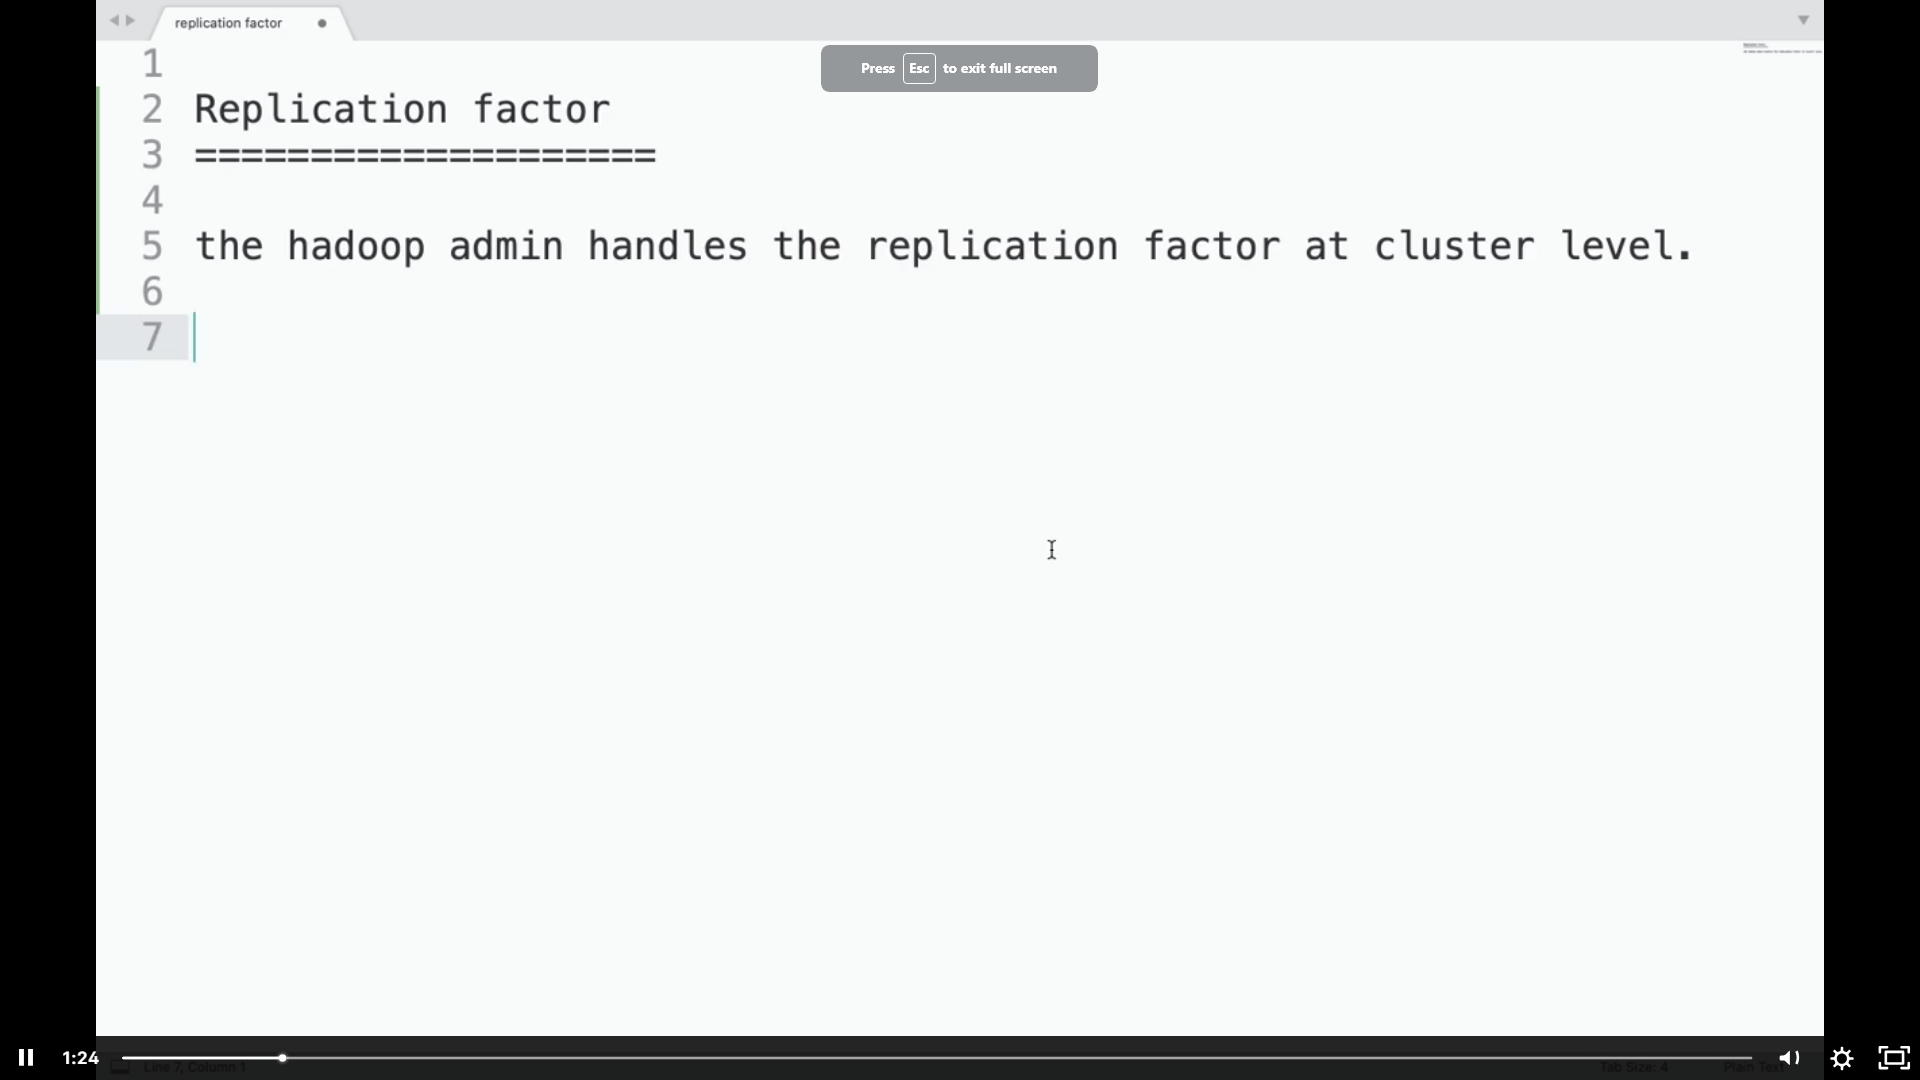 replication factor
Press Esc to exit full screen
1
2 Replication factor
3 ====================
4
5 the hadoop admin handles the replication factor at cluster level.
6
7
1:24
Line 7, Column 1
Tab Size: 4
Plain Text